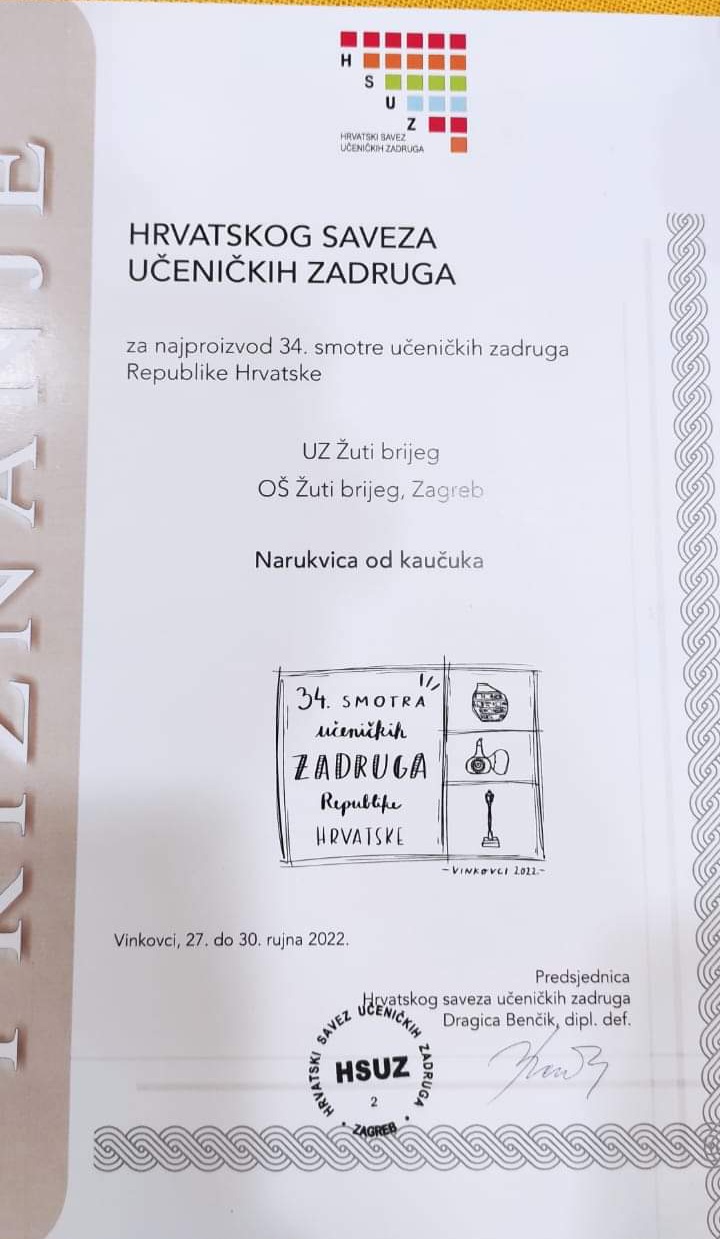 PRIZNANJE
H
S
U
Z
HRVATSKI SAVEZ
UČENIČKIH ZADRUGA
HRVATSKOG SAVEZA
UČENIČKIH ZADRUGA
za najproizvod 34. smotre učeničkih zadruga
Republike Hrvatske
UZ Žuti brijeg
OŠ Žuti brijeg, Zagreb
Narukvica od kaučuka
34. SMOTRA
učeničkih
ZADRUGA
Republike
HRVATSKE
-VINKOVCI 2022.-
Vinkovci, 27. do 30. rujna 2022.
Predsjednica
Hrvatskog saveza učeničkih zadruga
Dragica Benčik, dipl. def.
HRVATSKI SAVEZ UČENIČKIH ZADRUGA
HSUZ
2
• ZAGREB •